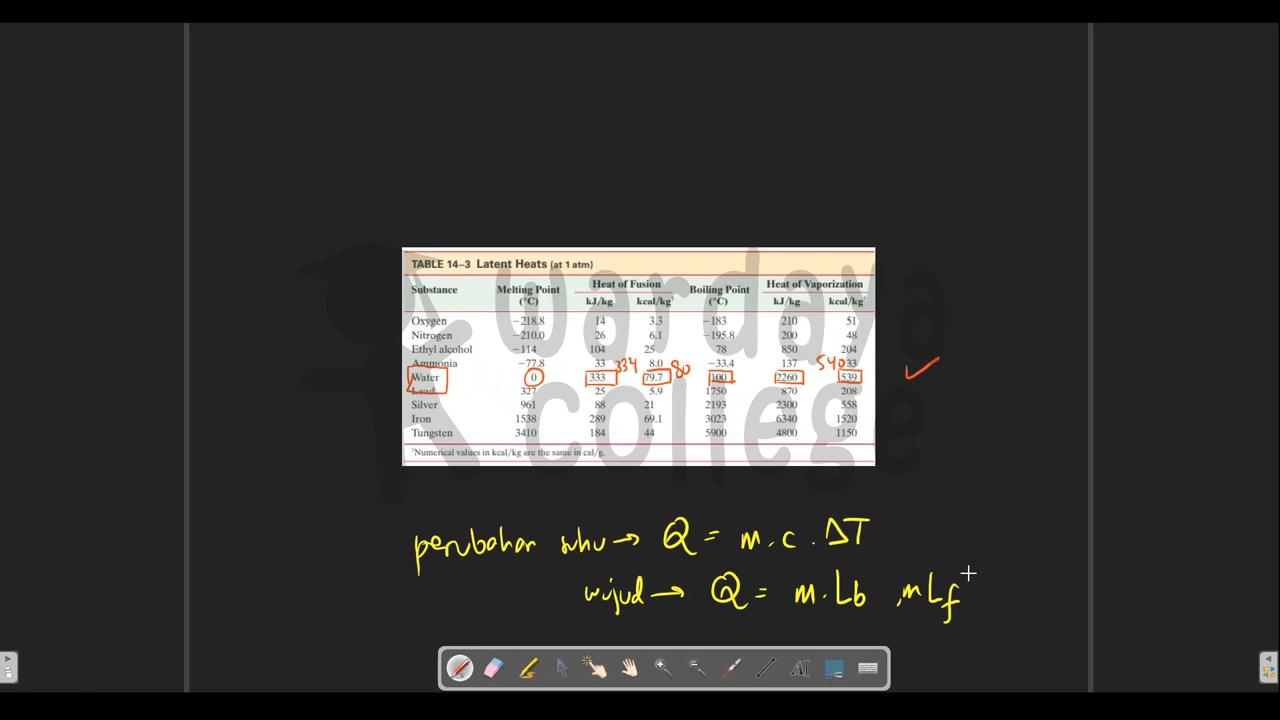 TABLE 14–3 Latent Heats (at 1 atm)
Heat of Fusion Heat of Vaporization
Substance Melting Point Boiling Point
(°C) kJ/kg kcal/kg† (°C) kJ/kg kcal/kg†
Oxygen −218.8 14 3.3 −183 210 51
Nitrogen −210.0 26 6.1 −195.8 200 48
Ethyl alcohol −114 104 25 78 850 204
Ammonia −77.8 33 334 8.0 80 −33.4 137 540 33
Water 0 333 79.7 100 2260 539
Lead 327 25 5.9 1750 870 208
Silver 961 88 21 2193 2300 558
Iron 1538 289 69.1 3023 6340 1520
Tungsten 3410 184 44 5900 4800 1150
†Numerical values in kcal/kg are the same in cal/g.
wardaya
college
perubahan suhu → Q = m.c.ΔT
wujud → Q = m.Lb , mLf
AI